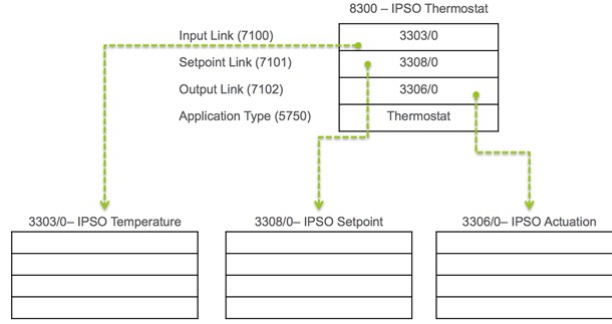 8300 – IPSO Thermostat
Input Link (7100) 3303/0
Setpoint Link (7101) 3308/0
Output Link (7102) 3306/0
Application Type (5750) Thermostat
3303/0– IPSO Temperature 3308/0– IPSO Setpoint 3306/0– IPSO Actuation